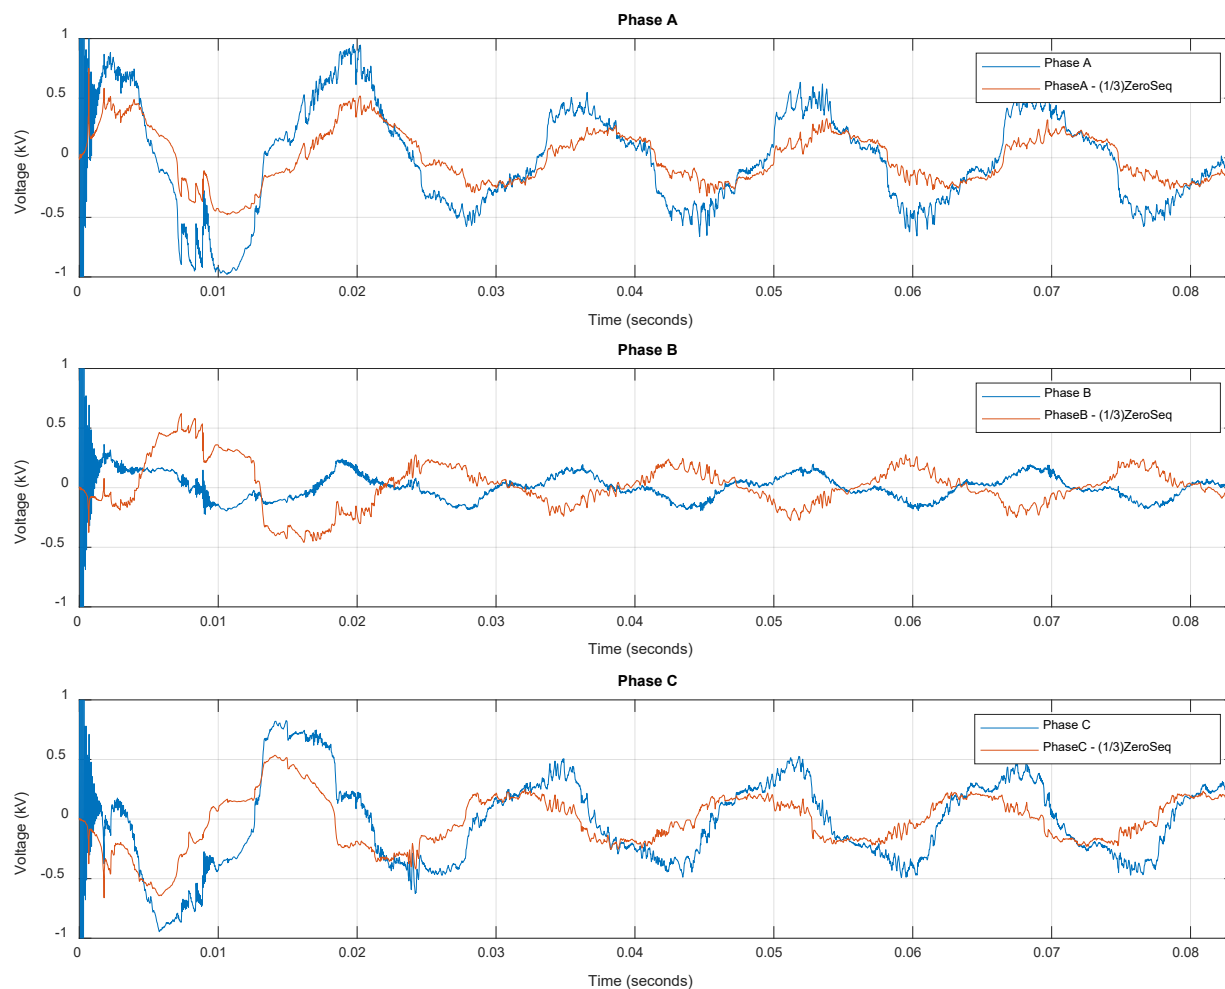 Phase A
1
0.5
0
-0.5
-1
Voltage (kV)
Phase A
PhaseA - (1/3)ZeroSeq
0 0.01 0.02 0.03 0.04 0.05 0.06 0.07 0.08
Time (seconds)
Phase B
1
0.5
0
-0.5
-1
Voltage (kV)
Phase B
PhaseB - (1/3)ZeroSeq
0 0.01 0.02 0.03 0.04 0.05 0.06 0.07 0.08
Time (seconds)
Phase C
1
0.5
0
-0.5
-1
Voltage (kV)
Phase C
PhaseC - (1/3)ZeroSeq
0 0.01 0.02 0.03 0.04 0.05 0.06 0.07 0.08
Time (seconds)